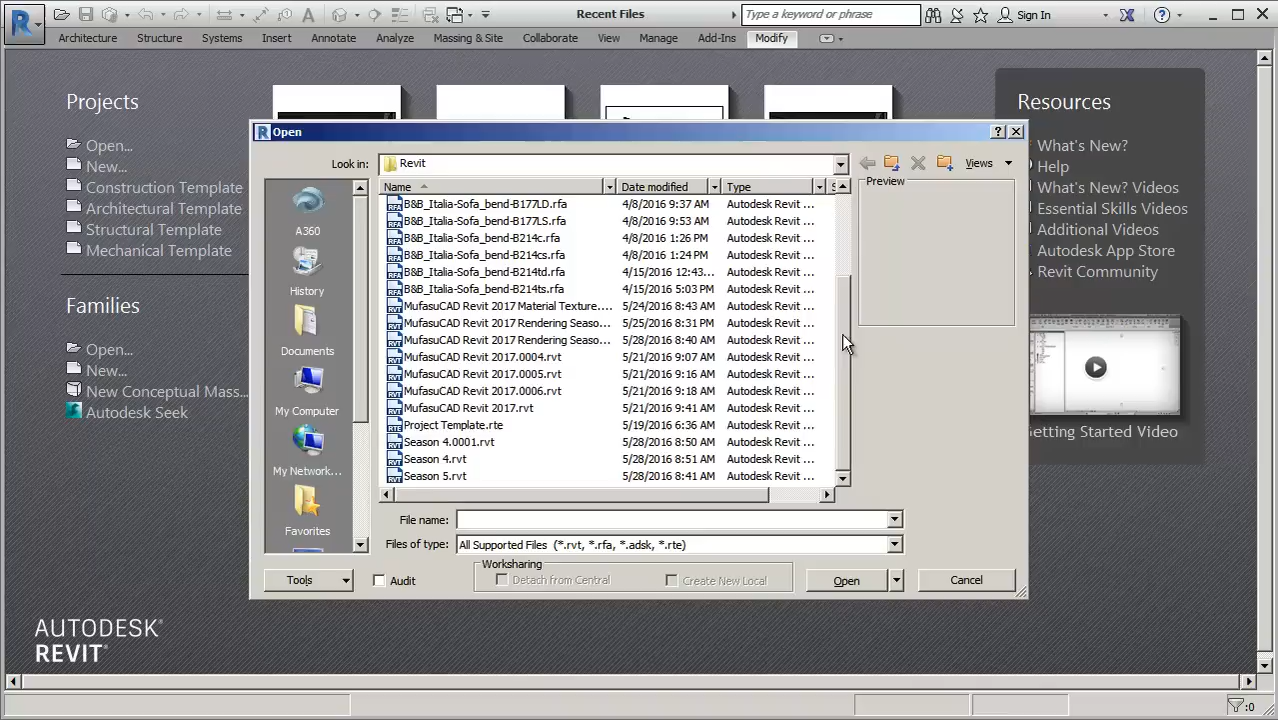 Recent Files
Type a keyword or phrase
Sign In
Architecture
Structure
Systems
Insert
Annotate
Analyze
Massing & Site
Collaborate
View
Manage
Add-Ins
Modify
Projects
Open...
New...
Construction Template
Architectural Template
Structural Template
Mechanical Template
Families
Open...
New...
New Conceptual Mass...
Autodesk Seek
Open
Look in:
Revit
Views
A360
History
Documents
My Computer
My Network...
Favorites
Name Date modified Type S
B&B_Italia-Sofa_bend-B177LD.rfa 4/8/2016 9:37 AM Autodesk Revit ...
B&B_Italia-Sofa_bend-B177LS.rfa 4/8/2016 9:53 AM Autodesk Revit ...
B&B_Italia-Sofa_bend-B214c.rfa 4/8/2016 1:26 PM Autodesk Revit ...
B&B_Italia-Sofa_bend-B214cs.rfa 4/8/2016 1:24 PM Autodesk Revit ...
B&B_Italia-Sofa_bend-B214td.rfa 4/15/2016 12:43... Autodesk Revit ...
B&B_Italia-Sofa_bend-B214ts.rfa 4/15/2016 5:03 PM Autodesk Revit ...
MufasuCAD Revit 2017 Material Texture.... 5/24/2016 8:43 AM Autodesk Revit ...
MufasuCAD Revit 2017 Rendering Seaso... 5/25/2016 8:31 PM Autodesk Revit ...
MufasuCAD Revit 2017 Rendering Seaso... 5/28/2016 8:40 AM Autodesk Revit ...
MufasuCAD Revit 2017.0004.rvt 5/21/2016 9:07 AM Autodesk Revit ...
MufasuCAD Revit 2017.0005.rvt 5/21/2016 9:16 AM Autodesk Revit ...
MufasuCAD Revit 2017.0006.rvt 5/21/2016 9:18 AM Autodesk Revit ...
MufasuCAD Revit 2017.rvt 5/21/2016 9:41 AM Autodesk Revit ...
Project Template.rte 5/19/2016 6:36 AM Autodesk Revit ...
Season 4.0001.rvt 5/28/2016 8:50 AM Autodesk Revit ...
Season 4.rvt 5/28/2016 8:51 AM Autodesk Revit ...
Season 5.rvt 5/28/2016 8:41 AM Autodesk Revit ...
Preview
File name:
Files of type: All Supported Files (*.rvt, *.rfa, *.adsk, *.rte)
Worksharing
Tools
Audit
Detach from Central
Create New Local
Open
Cancel
Resources
What's New?
Help
What's New? Videos
Essential Skills Videos
Additional Videos
Autodesk App Store
Revit Community
Getting Started Video
AUTODESK
REVIT
:0